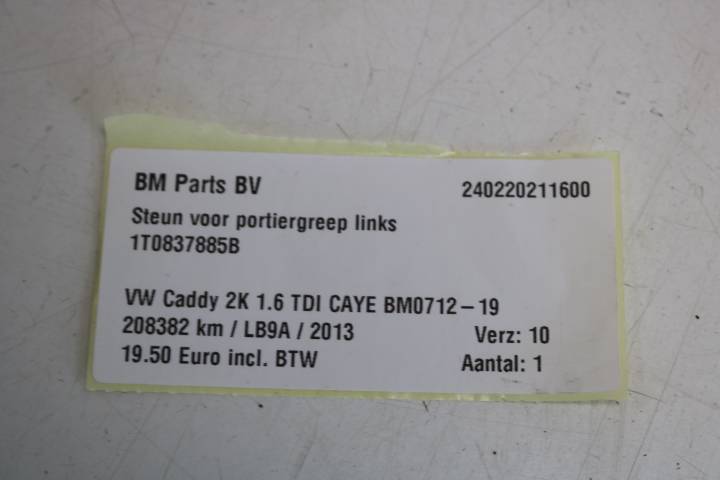 BM Parts BV 240220211600
Steun voor portiergreep links
1T0837885B
VW Caddy 2K 1.6 TDI CAYE BM0712-19
208382 km / LB9A / 2013 Verz: 10
19.50 Euro incl. BTW Aantal: 1